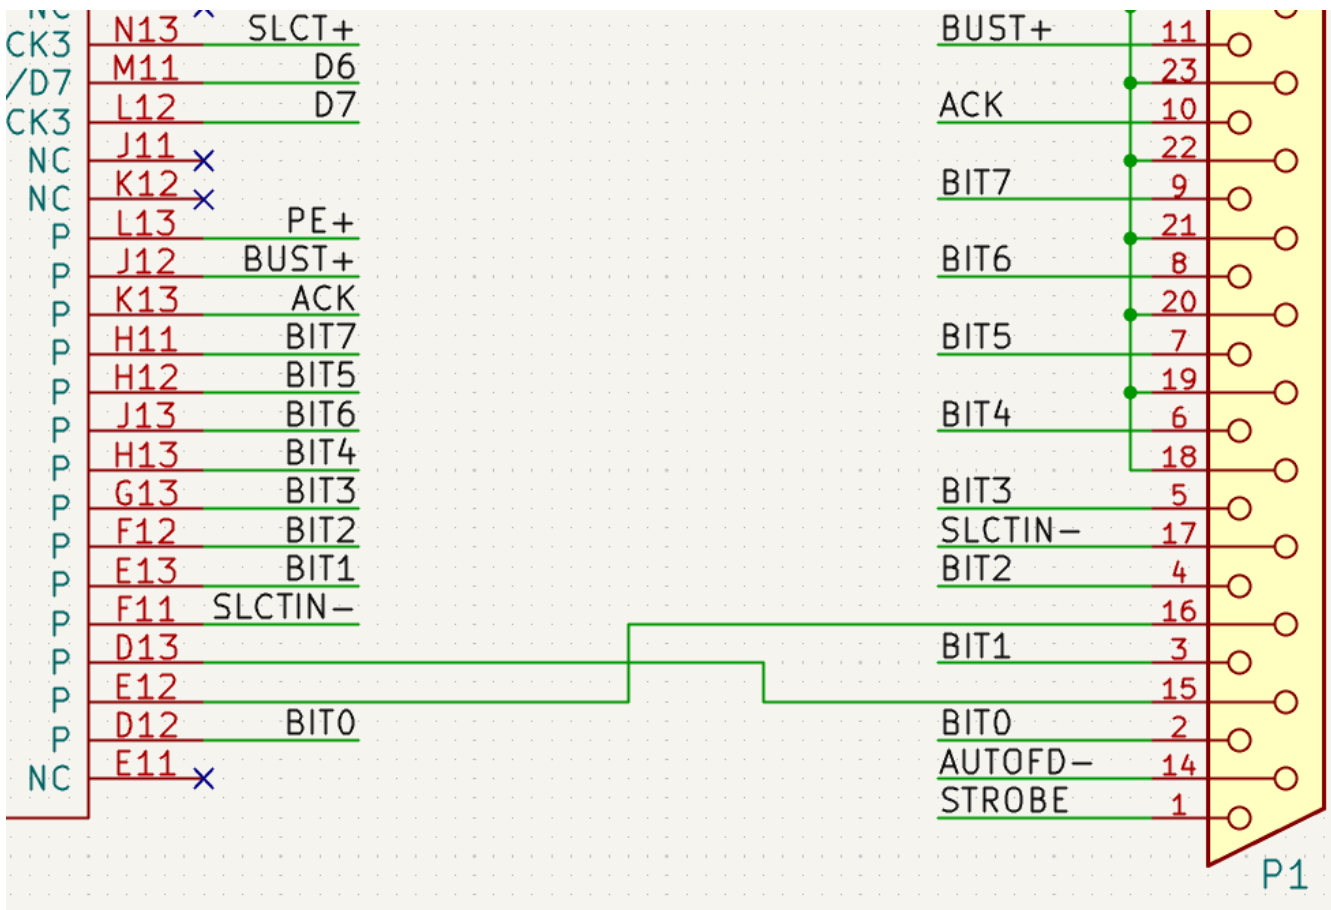 NC
CK3 N13 SLCT+ BUST+ 11
/D7 M11 D6 23
CK3 L12 D7 ACK 10
NC J11 22
NC K12 BIT7 9
P L13 PE+ 21
P J12 BUST+ BIT6 8
P K13 ACK 20
P H11 BIT7 BIT5 7
P H12 BIT5 19
P J13 BIT6 BIT4 6
P H13 BIT4 18
P G13 BIT3 BIT3 5
P F12 BIT2 SLCTIN- 17
P E13 BIT1 BIT2 4
P F11 SLCTIN- 16
P D13 BIT1 3
P E12 15
P D12 BIT0 BIT0 2
NC E11 AUTOFD- 14
STROBE 1
P1